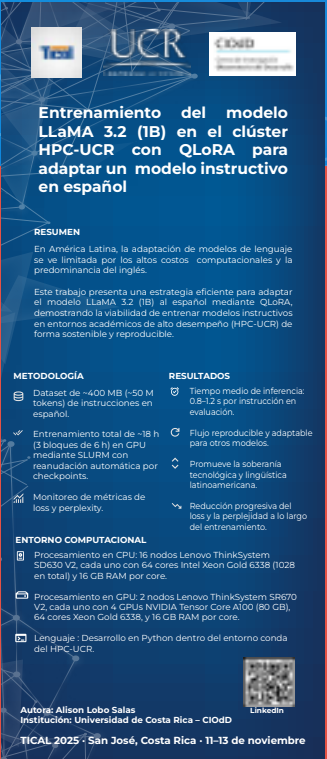 Tical
UCR
CIOdD
Entrenamiento del modelo
LLaMA 3.2 (1B) en el clúster
HPC-UCR con QLoRA para
adaptar un modelo instructivo
en español
RESUMEN
En América Latina, la adaptación de modelos de lenguaje
se ve limitada por los altos costos computacionales y la
predominancia del inglés.
Este trabajo presenta una estrategia eficiente para adaptar
el modelo LLaMA 3.2 (1B) al español mediante QLoRA,
demostrando la viabilidad de entrenar modelos instructivos
en entornos académicos de alto desempeño (HPC-UCR) de
forma sostenible y reproducible.
METODOLOGÍA
Dataset de ~400 MB (~50 M
tokens) de instrucciones en
español.
Entrenamiento total de ~18 h
(3 bloques de 6 h) en GPU
mediante SLURM con
reanudación automática por
checkpoints.
Monitoreo de métricas de
loss y perplexity.
RESULTADOS
Tiempo medio de inferencia:
0.8–1.2 s por instrucción en
evaluación.
Flujo reproducible y adaptable
para otros modelos.
Promueve la soberanía
tecnológica y lingüística
latinoamericana.
Reducción progresiva del
loss y la perplejidad a lo largo
del entrenamiento.
ENTORNO COMPUTACIONAL
Procesamiento en CPU: 16 nodos Lenovo ThinkSystem
SD630 V2, cada uno con 64 cores Intel Xeon Gold 6338 (1028
en total) y 16 GB RAM por core.
Procesamiento en GPU: 2 nodos Lenovo ThinkSystem SR670
V2, cada uno con 4 GPUs NVIDIA Tensor Core A100 (80 GB),
64 cores Xeon Gold 6338, y 16 GB RAM por core.
Lenguaje : Desarrollo en Python dentro del entorno conda
del HPC-UCR.
LinkedIn
Autora: Alison Lobo Salas
Institución: Universidad de Costa Rica – CIOdD
TICAL 2025 · San José, Costa Rica · 11–13 de noviembre